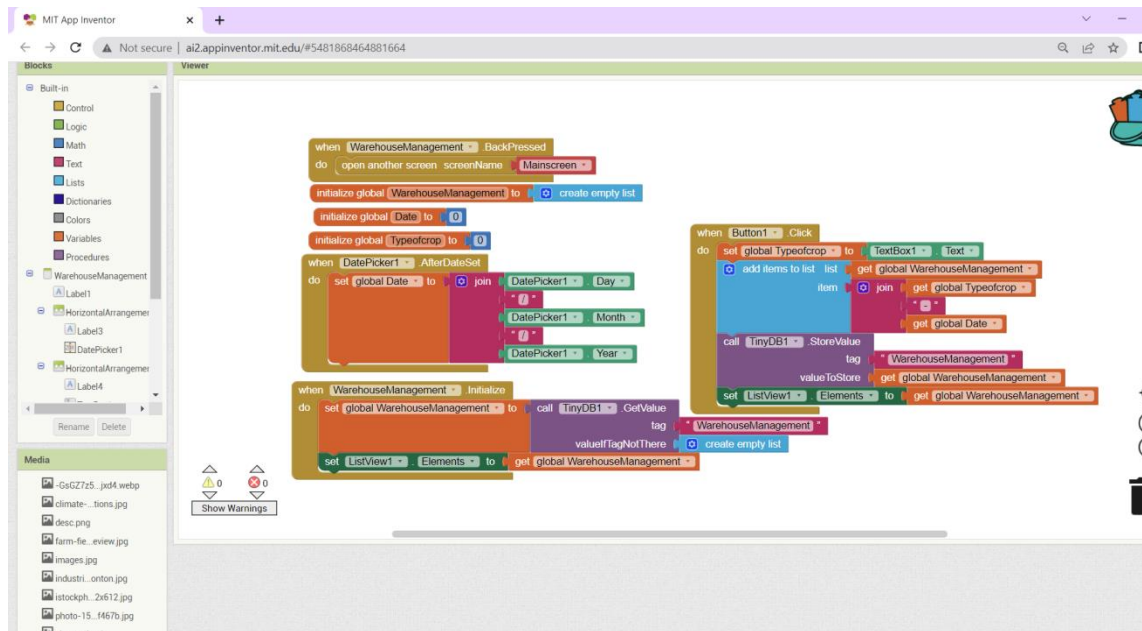 MIT App Inventor
Not secure | ai2.appinventor.mit.edu/#5481868464881664
Blocks
Viewer
Built-in
Control
Logic
Math
Text
Lists
Dictionaries
Colors
Variables
Procedures
WarehouseManagement
Label1
HorizontalArrangemen
Label3
DatePicker1
HorizontalArrangemen
Label4
Rename Delete
Media
-GsGZ7z5...jxd4.webp
climate-...tions.jpg
desc.png
farm-fie...eview.jpg
images.jpg
industri...onton.jpg
istockph...2x612.jpg
photo-15...f467b.jpg
when WarehouseManagement .BackPressed
do open another screen screenName Mainscreen
initialize global WarehouseManagement to create empty list
initialize global Date to 0
initialize global Typeofcrop to 0
when DatePicker1 .AfterDateSet
do set global Date to join DatePicker1 . Day
" / "
DatePicker1 . Month
" / "
DatePicker1 . Year
when WarehouseManagement .Initialize
do set global WarehouseManagement to call TinyDB1 .GetValue
tag " WarehouseManagement "
valueIfTagNotThere create empty list
set ListView1 . Elements to get global WarehouseManagement
when Button1 .Click
do set global Typeofcrop to TextBox1 . Text
add items to list list get global WarehouseManagement
item join get global Typeofcrop
" - "
get global Date
call TinyDB1 .StoreValue
tag " WarehouseManagement "
valueToStore get global WarehouseManagement
set ListView1 . Elements to get global WarehouseManagement
0 0
Show Warnings